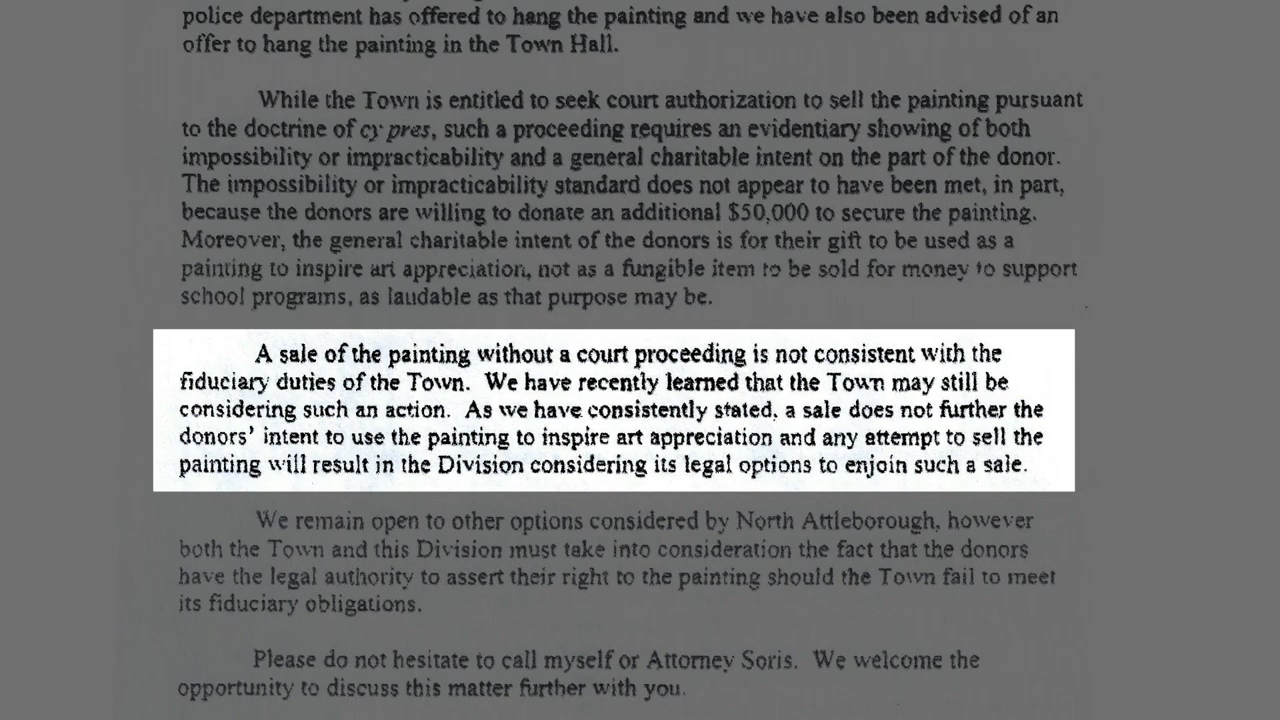 police department has offered to hang the painting and we have also been advised of an
offer to hang the painting in the Town Hall.
While the Town is entitled to seek court authorization to sell the painting pursuant
to the doctrine of cy pres, such a proceeding requires an evidentiary showing of both
impossibility or impracticability and a general charitable intent on the part of the donor.
The impossibility or impracticability standard does not appear to have been met, in part,
because the donors are willing to donate an additional $50,000 to secure the painting.
Moreover, the general charitable intent of the donors is for their gift to be used as a
painting to inspire art appreciation, not as a fungible item to be sold for money to support
school programs, as laudable as that purpose may be.
A sale of the painting without a court proceeding is not consistent with the
fiduciary duties of the Town. We have recently learned that the Town may still be
considering such an action. As we have consistently stated, a sale does not further the
donors' intent to use the painting to inspire art appreciation and any attempt to sell the
painting will result in the Division considering its legal options to enjoin such a sale.
We remain open to other options considered by North Attleborough, however
both the Town and this Division must take into consideration the fact that the donors
have the legal authority to assert their right to the painting should the Town fail to meet
its fiduciary obligations.
Please do not hesitate to call myself or Attorney Soris. We welcome the
opportunity to discuss this matter further with you.